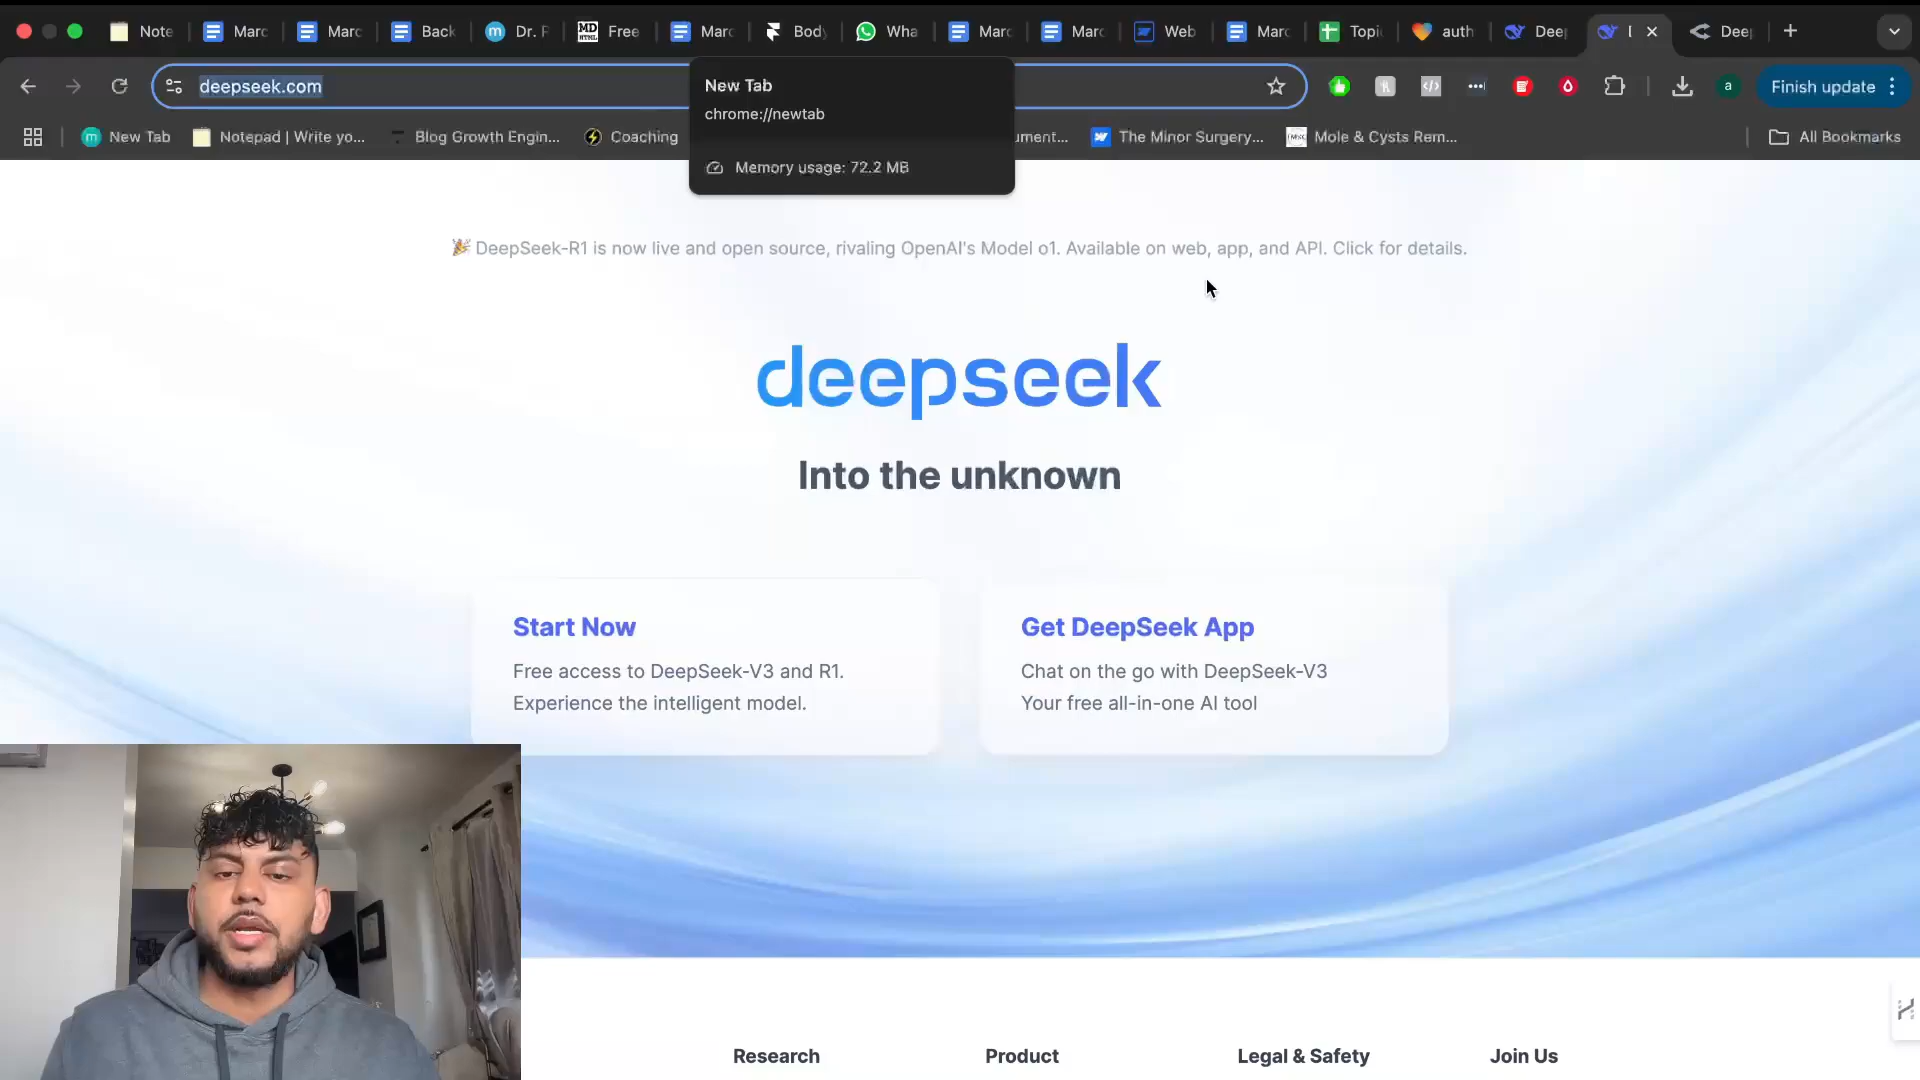 Note
Marc
Marc
Back
Dr. F
MD
HTML
Free
Marc
Body
Wha
Marc
Marc
Web
Marc
Topi
auth
Deep
Deep
deepseek.com
a
Finish update
New Tab
chrome://newtab
Memory usage: 72.2 MB
New Tab
Notepad | Write yo...
Blog Growth Engin...
Coaching
ument...
The Minor Surgery...
Mole & Cysts Rem...
All Bookmarks
🎉 DeepSeek-R1 is now live and open source, rivaling OpenAI's Model o1. Available on web, app, and API. Click for details.
deepseek
Into the unknown
Start Now
Free access to DeepSeek-V3 and R1.
Experience the intelligent model.
Get DeepSeek App
Chat on the go with DeepSeek-V3
Your free all-in-one AI tool
Research
Product
Legal & Safety
Join Us